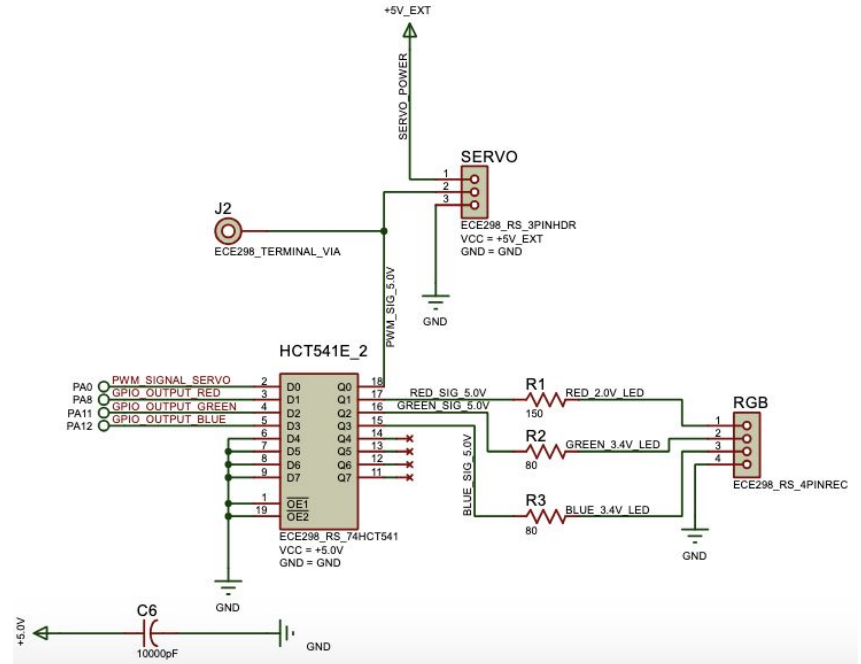 +5V_EXT
SERVO_POWER
SERVO
1
2
3
ECE298_RS_3PINHDR
VCC = +5V_EXT
GND = GND
J2
ECE298_TERMINAL_VIA
GND
PWM_SIG_5.0V
HCT541E_2
PA0 PWM_SIGNAL_SERVO 2 D0 Q0 18
PA8 GPIO_OUTPUT_RED 3 D1 Q1 17 RED_SIG_5.0V
PA11 GPIO_OUTPUT_GREEN 4 D2 Q2 16 GREEN_SIG_5.0V
PA12 GPIO_OUTPUT_BLUE 5 D3 Q3 15 BLUE_SIG_5.0V
6 D4 Q4 14
7 D5 Q5 13
8 D6 Q6 12
9 D7 Q7 11
1 OE1
19 OE2
ECE298_RS_74HCT541
VCC = +5.0V
GND = GND
GND
R1
150
RED_2.0V_LED
R2
80
GREEN_3.4V_LED
R3
80
BLUE_3.4V_LED
RGB
1
2
3
4
ECE298_RS_4PINREC
GND
+5.0V
C6
10000pF
GND